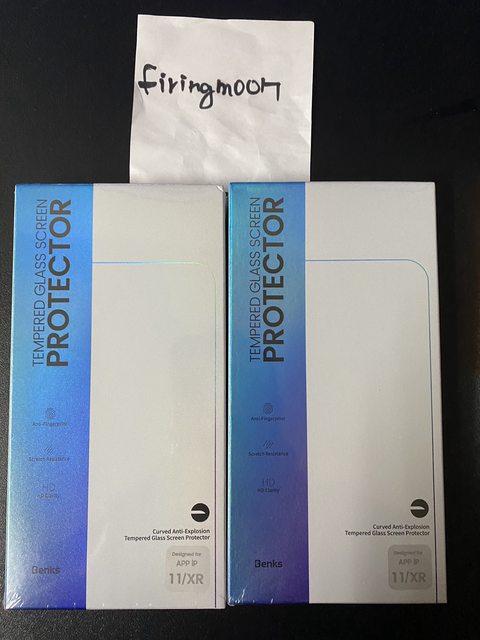 firingmoon
TEMPERED GLASS SCREEN
PROTECTOR
Anti-Fingerprint
Scratch Resistance
HD
HD Clarity
Curved Anti-Explosion
Tempered Glass Screen Protector
Benks
Designed for
APP iP
11/XR
TEMPERED GLASS SCREEN
PROTECTOR
Anti-Fingerprint
Scratch Resistance
HD
HD Clarity
Curved Anti-Explosion
Tempered Glass Screen Protector
Benks
Designed for
APP iP
11/XR